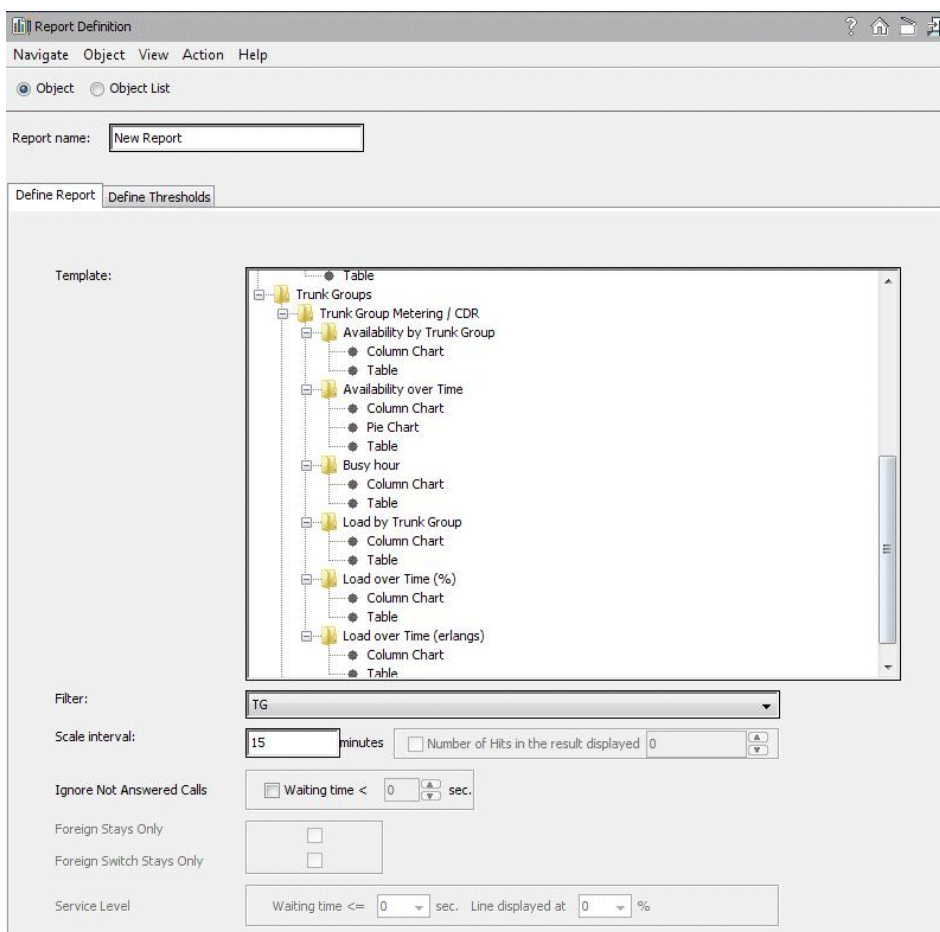 Report Definition
?
Navigate Object View Action Help
Object Object List
Report name: New Report
Define Report Define Thresholds
Template:
Table
Trunk Groups
Trunk Group Metering / CDR
Availability by Trunk Group
Column Chart
Table
Availability over Time
Column Chart
Pie Chart
Table
Busy hour
Column Chart
Table
Load by Trunk Group
Column Chart
Table
Load over Time (%)
Column Chart
Table
Load over Time (erlangs)
Column Chart
Table
Filter: TG
Scale interval: 15 minutes Number of Hits in the result displayed 0
Ignore Not Answered Calls Waiting time < 0 sec.
Foreign Stays Only
Foreign Switch Stays Only
Service Level Waiting time <= 0 sec. Line displayed at 0 %